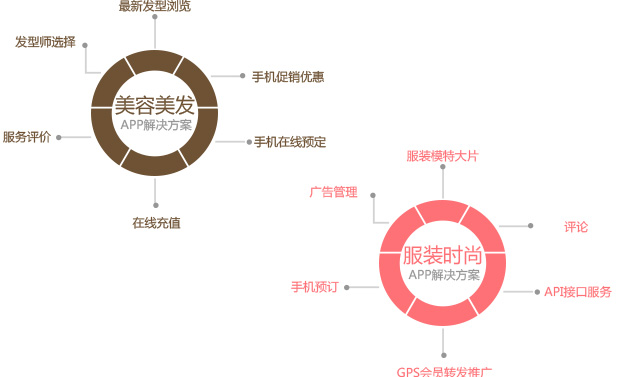 最新发型浏览
发型师选择
手机促销优惠
美容美发
APP解决方案
服务评价
手机在线预定
在线充值
服装模特大片
广告管理
评论
服装时尚
APP解决方案
手机预订
API接口服务
GPS会员转发推广